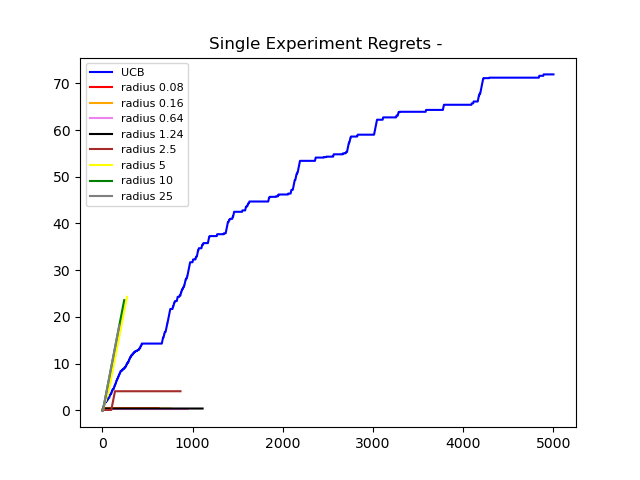 Single Experiment Regrets -
UCB
radius 0.08
radius 0.16
radius 0.64
radius 1.24
radius 2.5
radius 5
radius 10
radius 25
70
60
50
40
30
20
10
0
0 1000 2000 3000 4000 5000